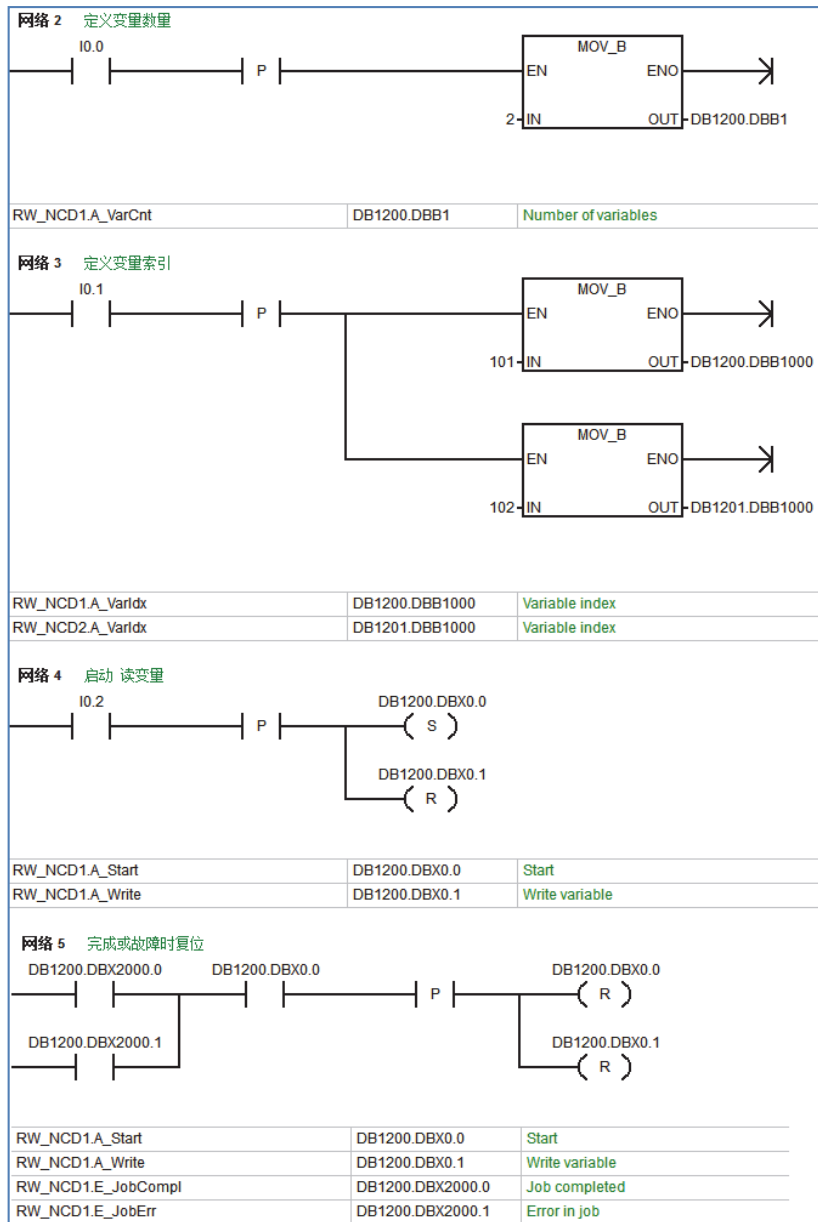 网络 2 定义变量数量
I0.0
P
MOV_B
EN ENO
2 IN OUT DB1200.DBB1
RW_NCD1.A_VarCnt DB1200.DBB1 Number of variables
网络 3 定义变量索引
I0.1
P
MOV_B
EN ENO
101 IN OUT DB1200.DBB1000
MOV_B
EN ENO
102 IN OUT DB1201.DBB1000
RW_NCD1.A_VarIdx DB1200.DBB1000 Variable index
RW_NCD2.A_VarIdx DB1201.DBB1000 Variable index
网络 4 启动 读变量
I0.2 DB1200.DBX0.0
P S
DB1200.DBX0.1
R
RW_NCD1.A_Start DB1200.DBX0.0 Start
RW_NCD1.A_Write DB1200.DBX0.1 Write variable
网络 5 完成或故障时复位
DB1200.DBX2000.0 DB1200.DBX0.0 DB1200.DBX0.0
P R
DB1200.DBX2000.1 DB1200.DBX0.1
R
RW_NCD1.A_Start DB1200.DBX0.0 Start
RW_NCD1.A_Write DB1200.DBX0.1 Write variable
RW_NCD1.E_JobCompl DB1200.DBX2000.0 Job completed
RW_NCD1.E_JobErr DB1200.DBX2000.1 Error in job